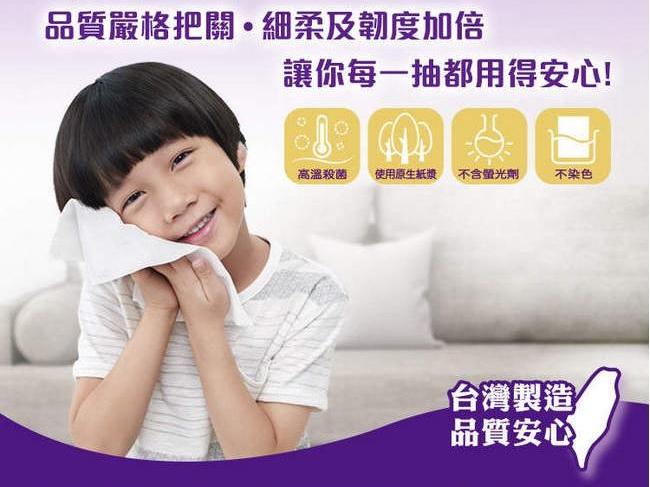 品質嚴格把關•細柔及韌度加倍
讓你每一抽都用得安心!
高溫殺菌
使用原生紙漿
不含螢光劑
不染色
台灣製造
品質安心